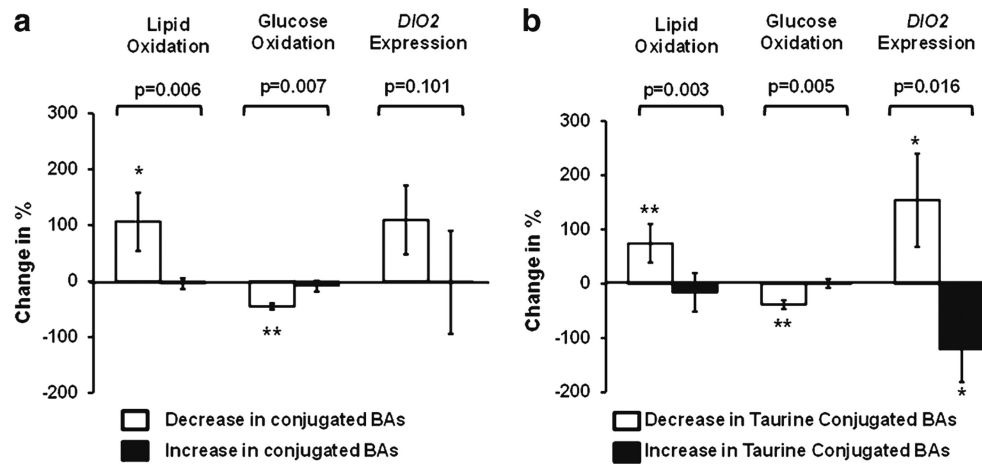 a
Lipid Oxidation
Glucose Oxidation
DIO2 Expression
p=0.006
p=0.007
p=0.101
Change in %
300
200
100
0
-100
-200
*
**
Decrease in conjugated BAs
Increase in conjugated BAs
b
Lipid Oxidation
Glucose Oxidation
DIO2 Expression
p=0.003
p=0.005
p=0.016
Change in %
300
200
100
0
-100
-200
**
**
*
*
Decrease in Taurine Conjugated BAs
Increase in Taurine Conjugated BAs